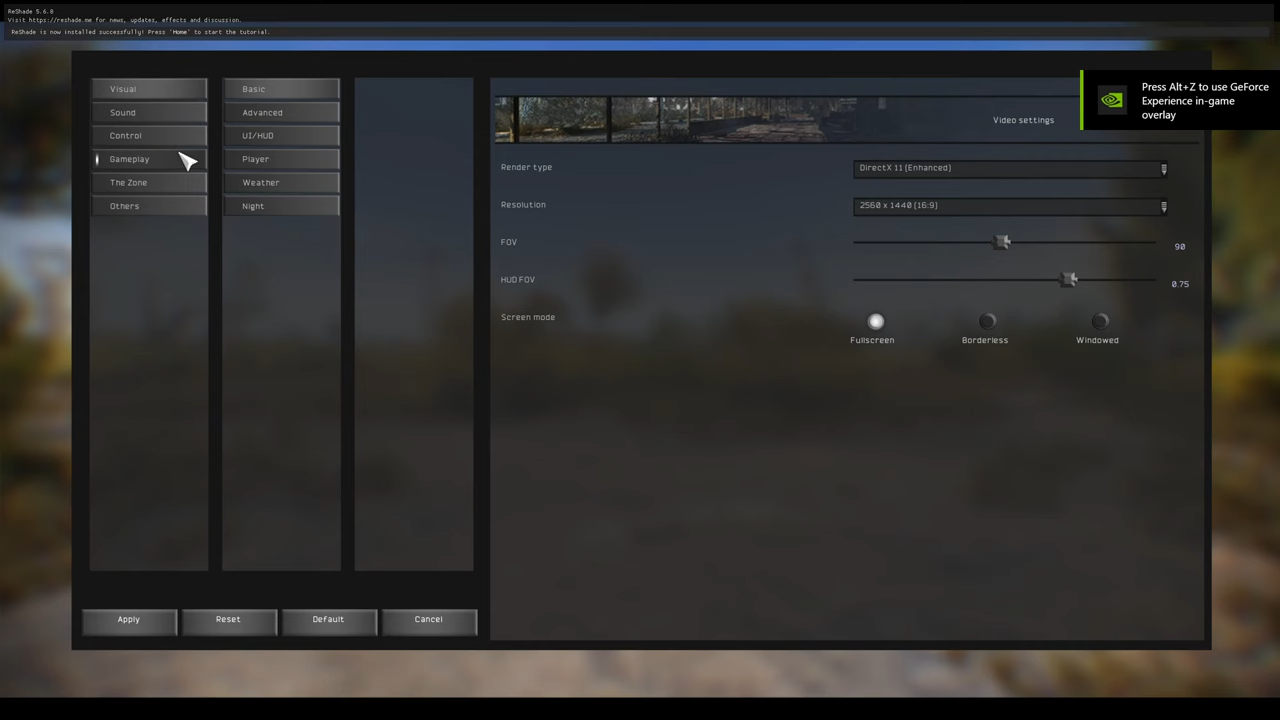 ReShade 5.6.0
Visit https://reshade.me for news, updates, effects and discussion.
ReShade is now installed successfully! Press 'Home' to start the tutorial.
Press Alt+Z to use GeForce
Experience in-game
overlay
Visual
Sound
Control
Gameplay
The Zone
Others
Basic
Advanced
UI/HUD
Player
Weather
Night
Video settings
Render type
DirectX 11 (Enhanced)
Resolution
2560 x 1440 (16:9)
FOV
90
HUD FOV
0.75
Screen mode
Fullscreen
Borderless
Windowed
Apply
Reset
Default
Cancel